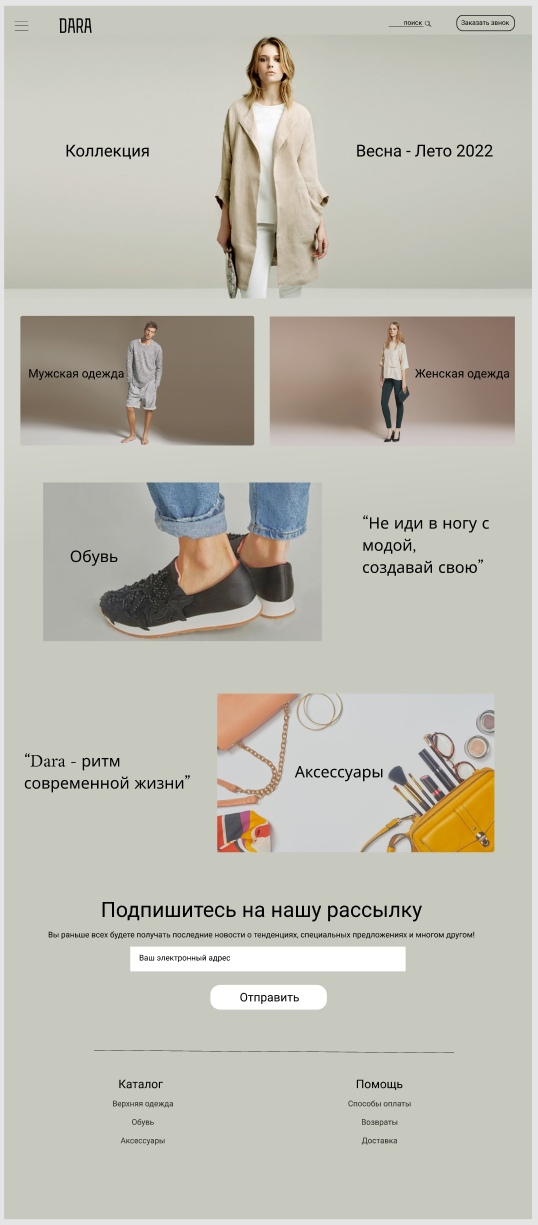 DARA
поиск
Заказать звнок
Коллекция
Весна - Лето 2022
Мужская одежда
Женская одежда
Обувь
“Не иди в ногу с
модой,
создавай свою”
“Dara - ритм
современной жизни”
Аксессуары
Подпишитесь на нашу рассылку
Вы раньше всех будете получать последние новости о тенденциях, специальных предложениях и многом другом!
Ваш электронный адрес
Отправить
Каталог
Помощь
Верхняя одежда
Способы оплаты
Обувь
Возвраты
Аксессуары
Доставка